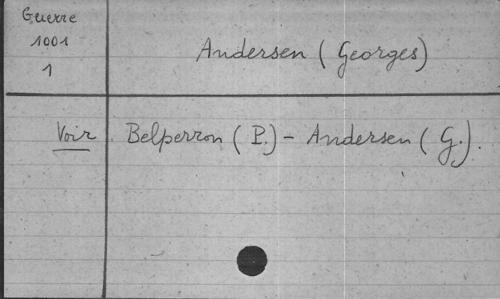 Guerre
1001
1
Andersen (Georges)
Voir Belperron (P.) - Andersen (G.).